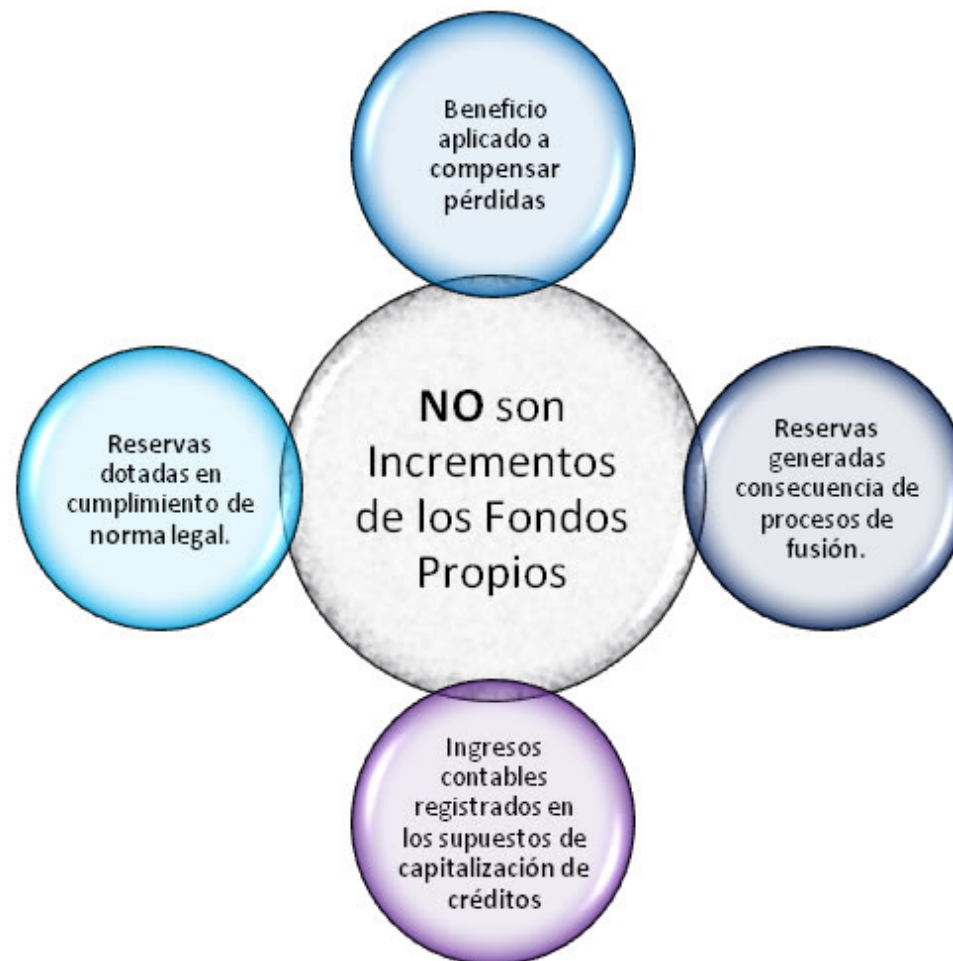 Beneficio
aplicado a
compensar
pérdidas
Reservas
dotadas en
cumplimiento de
norma legal.
NO son
Incrementos
de los Fondos
Propios
Reservas
generadas
consecuencia de
procesos de
fusión.
Ingresos
contables
registrados en
los supuestos de
capitalización de
créditos